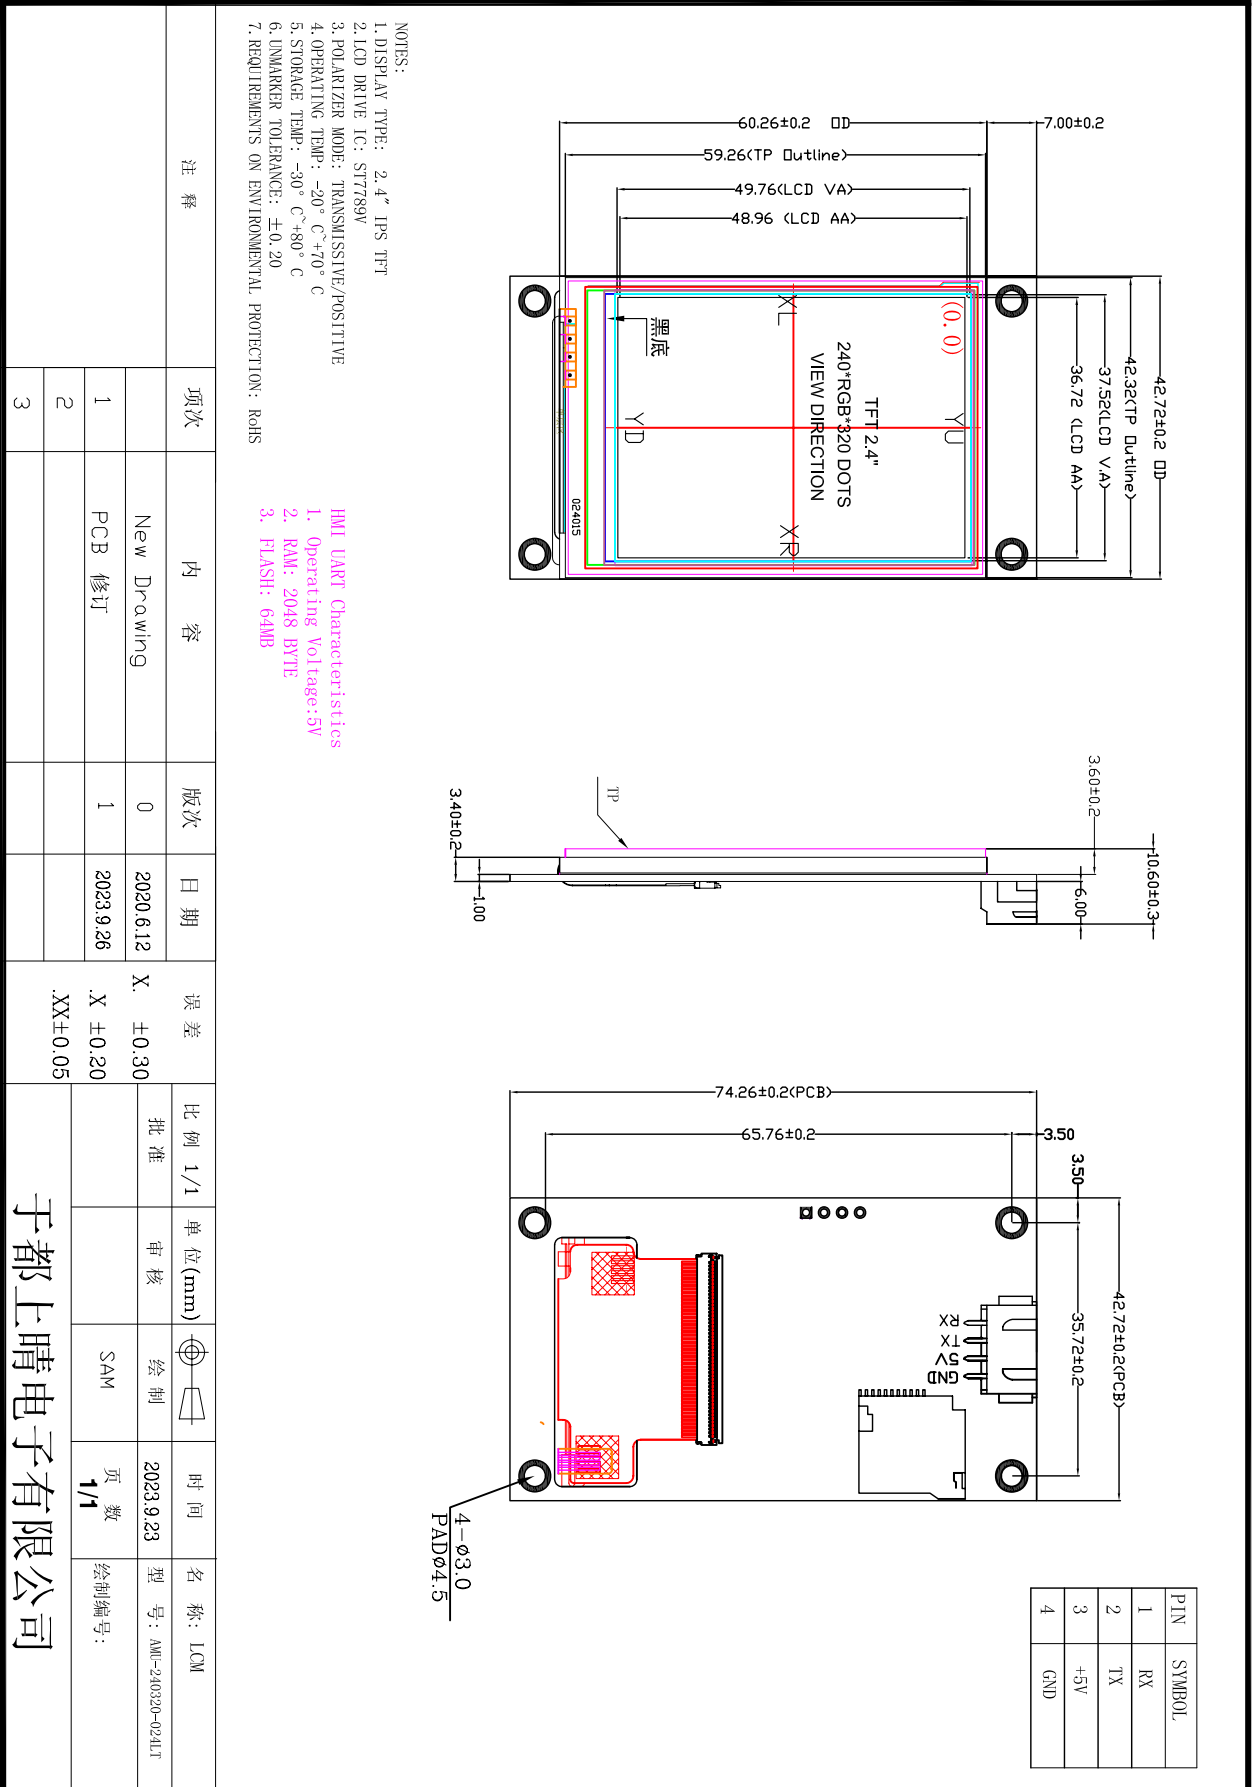 NOTES:
1. DISPLAY TYPE: 2.4″ IPS TFT
2. LCD DRIVE IC: ST7789V
3. POLARIZER MODE: TRANSMISSIVE/POSITIVE
4. OPERATING TEMP: -20° C~+70° C
5. STORAGE TEMP: -30° C~+80° C
6. UNMARKER TOLERANCE: ±0.20
7. REQUIREMENTS ON ENVIRONMENTAL PROTECTION: RoHS
HMI UART Characteristics
1. Operating Voltage:5V
2. RAM: 2048 BYTE
3. FLASH: 64MB
60.26±0.2 OD
7.00±0.2
59.26(TP Outline)
49.76(LCD VA)
48.96 (LCD AA)
42.72±0.2 OD
42.32(TP Outline)
37.52(LCD V.A)
36.72 (LCD AA)
(0.0)
XL
XR
YU
YD
黑底
TFT 2.4"
240*RGB*320 DOTS
VIEW DIRECTION
024015
TP
3.60±0.2
10.60±0.3
6.00
3.40±0.2
1.00
74.26±0.2(PCB)
65.76±0.2
3.50
3.50
42.72±0.2(PCB)
35.72±0.2
RX
TX
5V
GND
4-ø3.0
PADø4.5
PIN SYMBOL
1 RX
2 TX
3 +5V
4 GND
注 释
项次 内 容 版次 日 期
New Drawing 0 2020.6.12
1 PCB 修订 1 2023.9.26
2
3
误 差
X. ±0.30
.X ±0.20
.XX±0.05
比 例 1/1 单 位(mm) 时 间 名 称: LCM
批 准 审 核 绘 制 2023.9.23 型 号: AMU-240320-024LT
SAM 页 数 绘制编号:
1/1
于都上晴电子有限公司